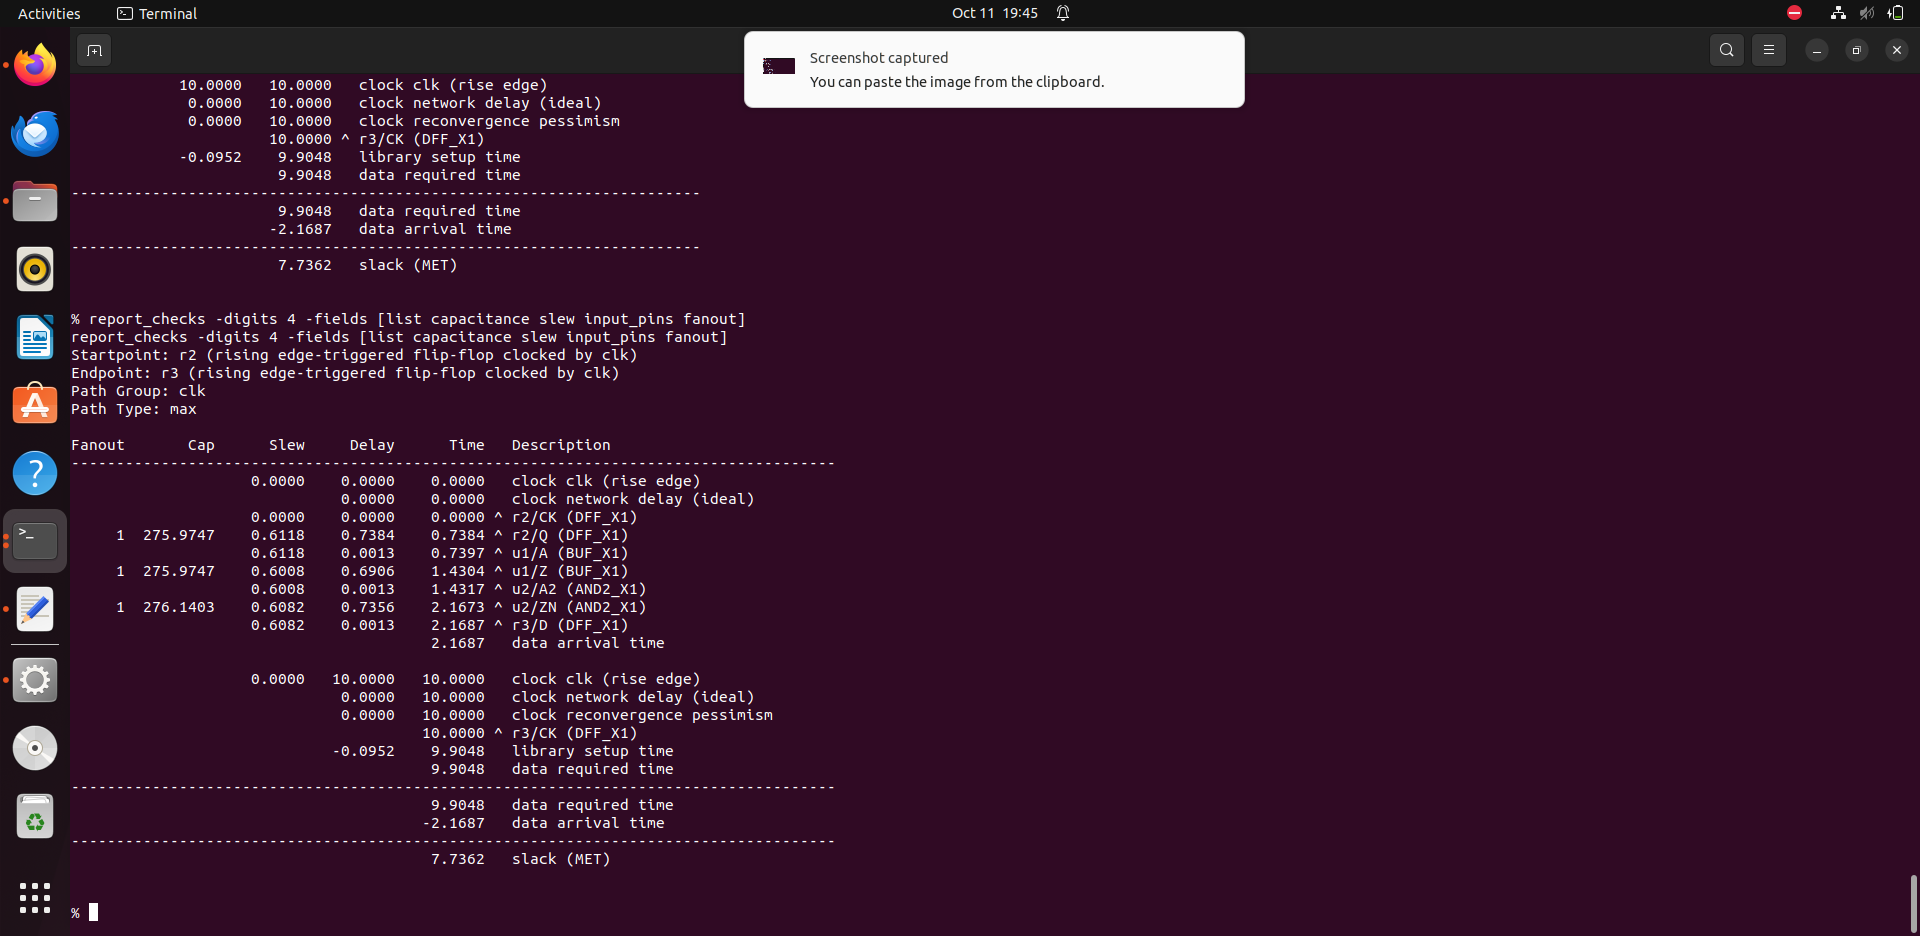 Activities Terminal Oct 11 19:45
Screenshot captured
You can paste the image from the clipboard.
10.0000 10.0000 clock clk (rise edge)
0.0000 10.0000 clock network delay (ideal)
0.0000 10.0000 clock reconvergence pessimism
10.0000 ^ r3/CK (DFF_X1)
-0.0952 9.9048 library setup time
9.9048 data required time
---------------------------------------------------------------------
9.9048 data required time
-2.1687 data arrival time
---------------------------------------------------------------------
7.7362 slack (MET)
% report_checks -digits 4 -fields [list capacitance slew input_pins fanout]
report_checks -digits 4 -fields [list capacitance slew input_pins fanout]
Startpoint: r2 (rising edge-triggered flip-flop clocked by clk)
Endpoint: r3 (rising edge-triggered flip-flop clocked by clk)
Path Group: clk
Path Type: max
Fanout Cap Slew Delay Time Description
-------------------------------------------------------------------------------------
0.0000 0.0000 0.0000 clock clk (rise edge)
0.0000 0.0000 clock network delay (ideal)
0.0000 0.0000 0.0000 ^ r2/CK (DFF_X1)
1 275.9747 0.6118 0.7384 0.7384 ^ r2/Q (DFF_X1)
0.6118 0.0013 0.7397 ^ u1/A (BUF_X1)
1 275.9747 0.6008 0.6906 1.4304 ^ u1/Z (BUF_X1)
0.6008 0.0013 1.4317 ^ u2/A2 (AND2_X1)
1 276.1403 0.6082 0.7356 2.1673 ^ u2/ZN (AND2_X1)
0.6082 0.0013 2.1687 ^ r3/D (DFF_X1)
2.1687 data arrival time
0.0000 10.0000 10.0000 clock clk (rise edge)
0.0000 10.0000 clock network delay (ideal)
0.0000 10.0000 clock reconvergence pessimism
10.0000 ^ r3/CK (DFF_X1)
-0.0952 9.9048 library setup time
9.9048 data required time
-------------------------------------------------------------------------------------
9.9048 data required time
-2.1687 data arrival time
-------------------------------------------------------------------------------------
7.7362 slack (MET)
%